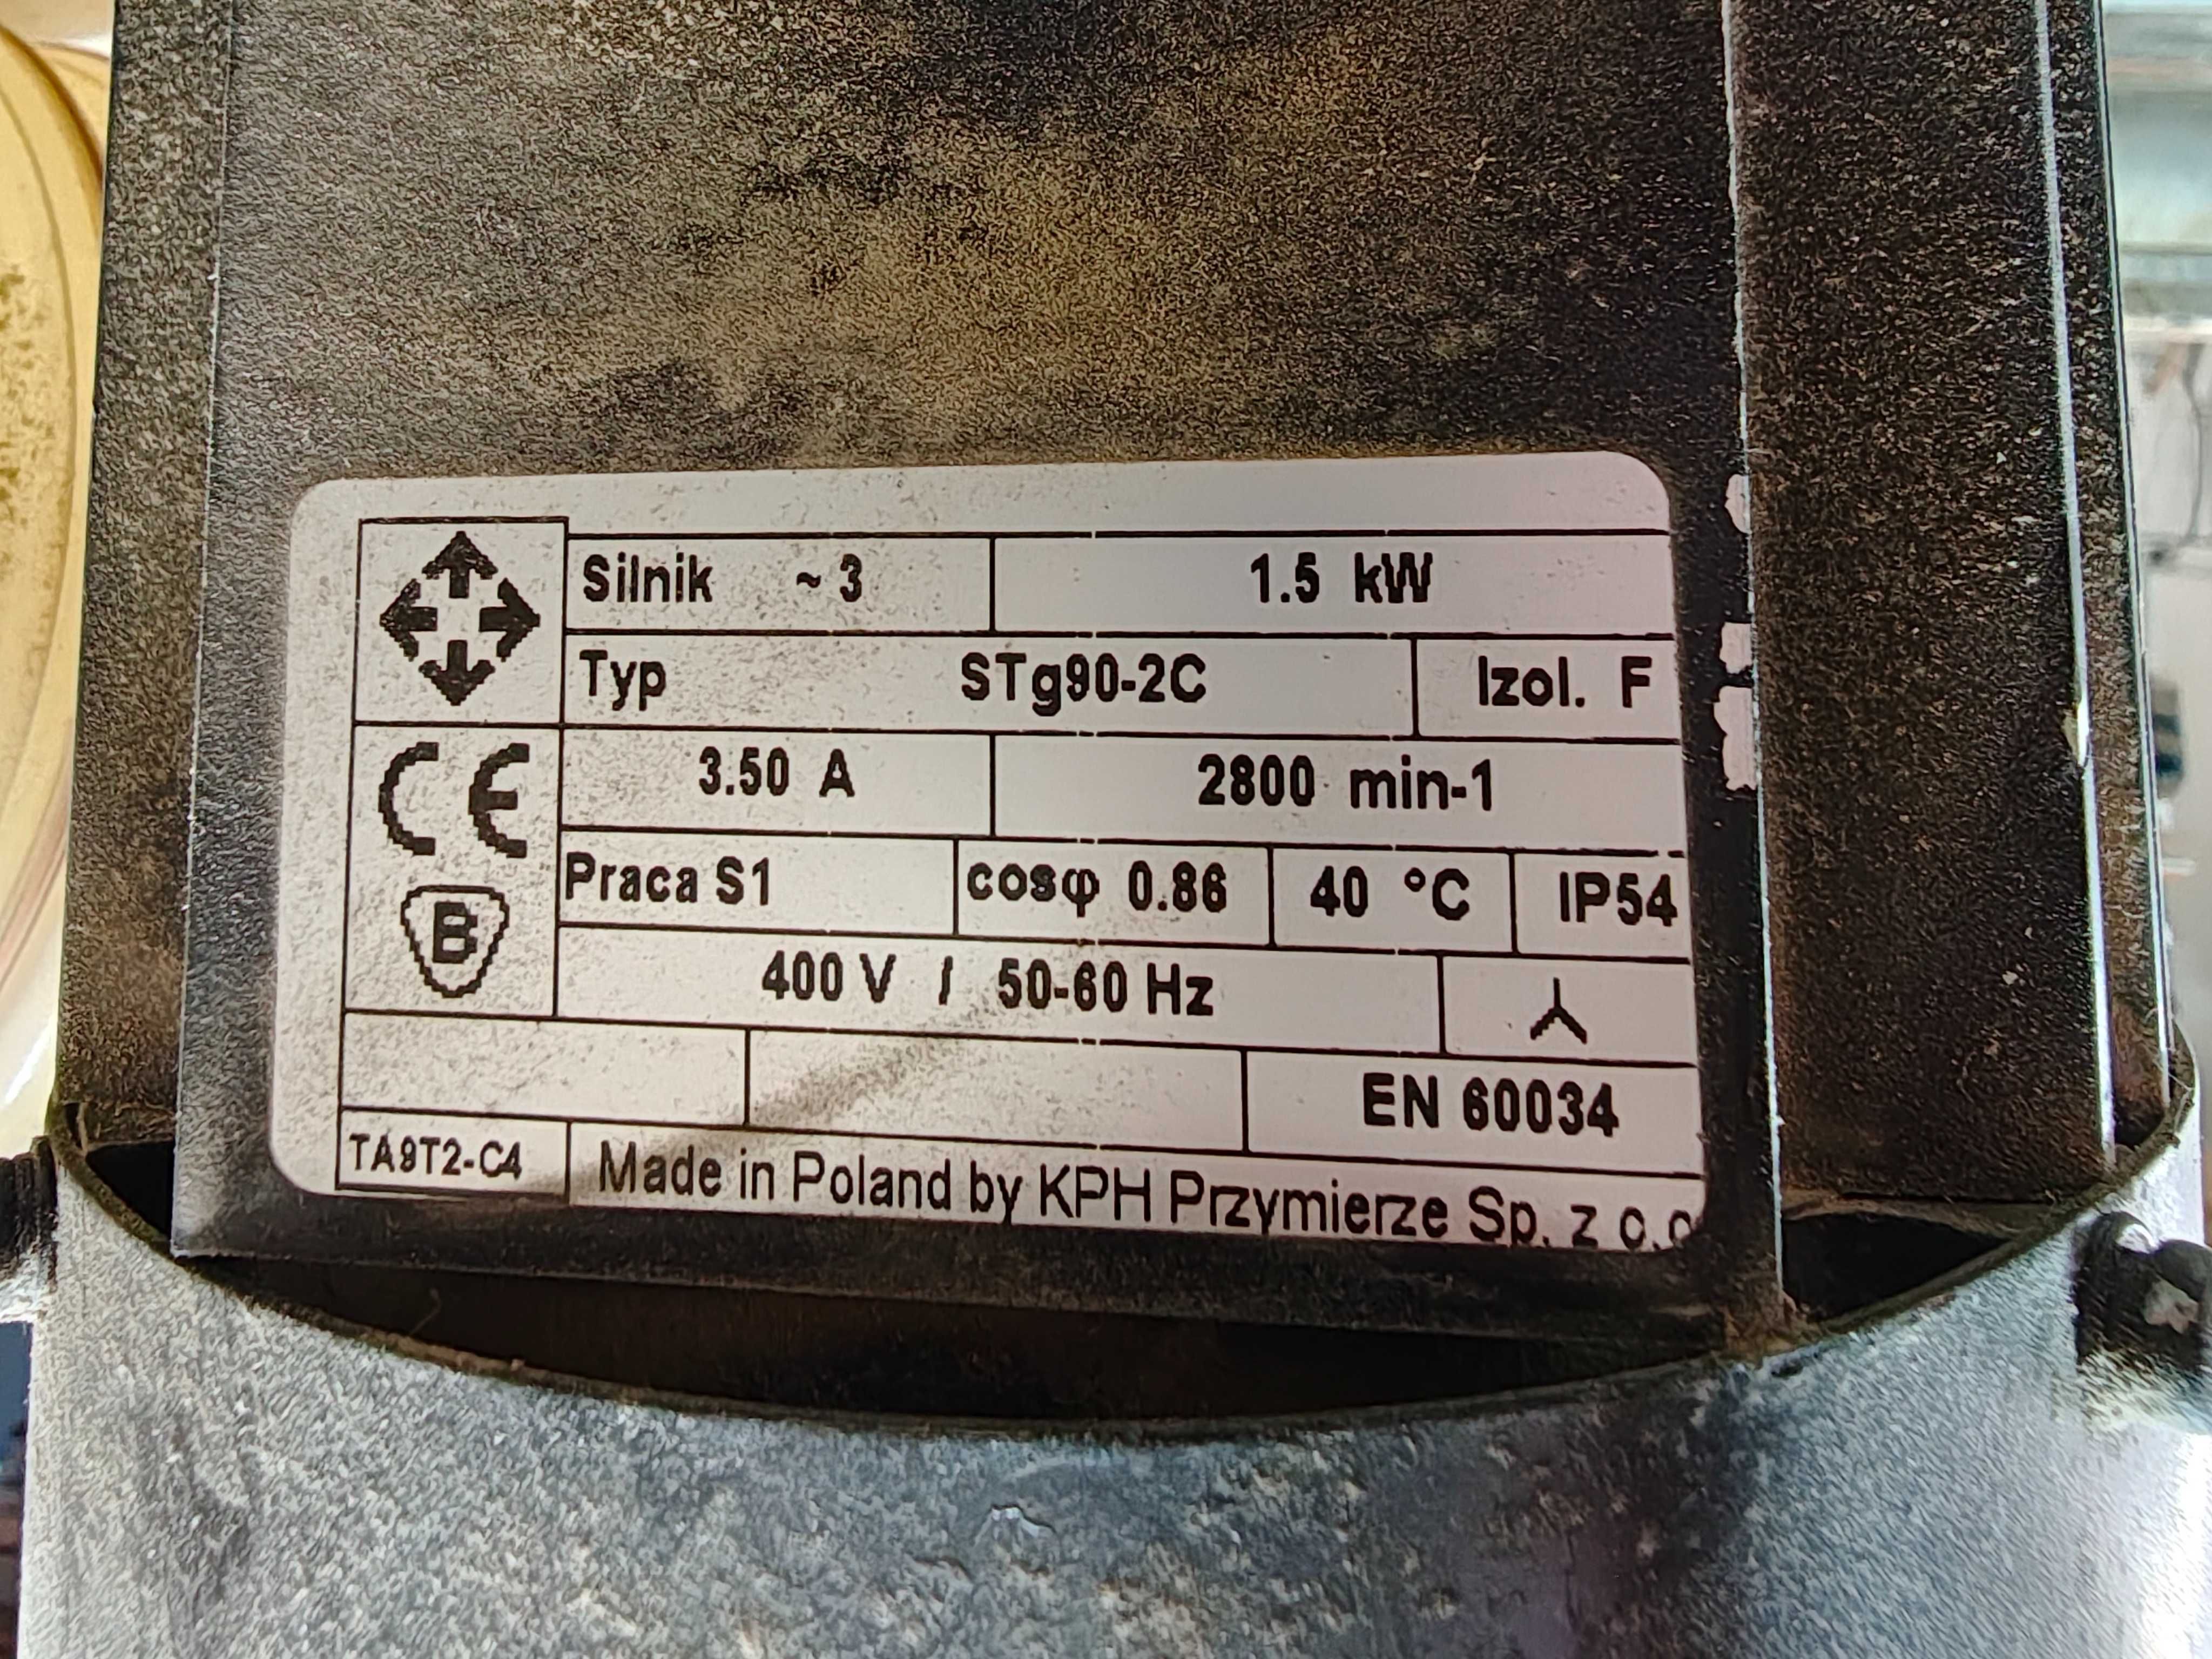 Silnik ~ 3 1.5 kW
Typ STg90-2C Izol. F
3.50 A 2800 min-1
CE
Praca S1 cosφ 0.86 40 °C IP54
B
400 V / 50-60 Hz
EN 60034
TA9T2-C4 Made in Poland by KPH Przymierze Sp. z o.o